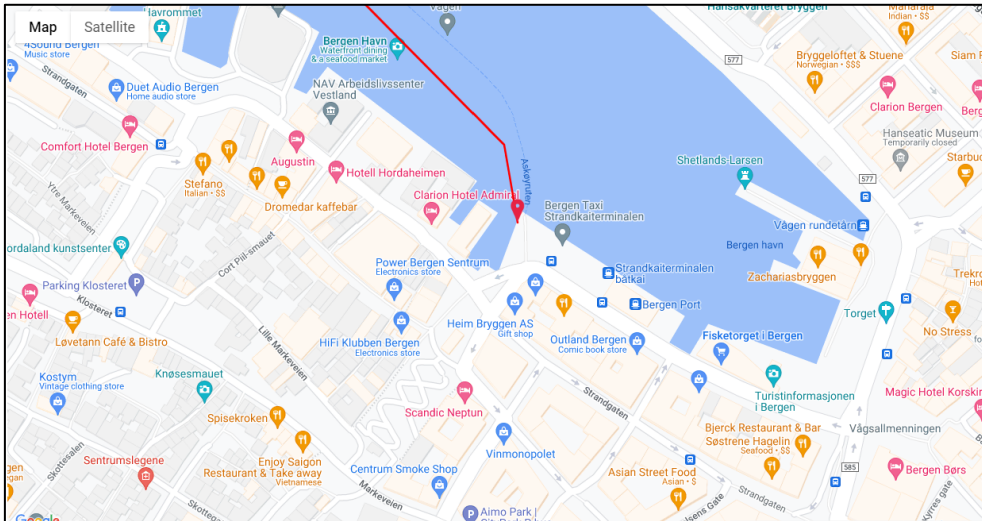 Map
Satellite
Havrommet
4Sound Bergen
Music store
Strandgaten
Duet Audio Bergen
Home audio store
Comfort Hotel Bergen
Bergen Havn
Waterfront dining
& a seafood market
Vågen
NAV Arbeidslivssenter
Vestland
Hansakvarteret Bryggen
Maharaja
Indian • $$
577
Bryggeloftet & Stuene
Norwegian • $$$
Siam
Clarion Bergen
Hanseatic Museum
Temporarily closed
577
Augustin
Hotell Hordaheimen
Stefano
Italian • $$
Dromedar kaffebar
Clarion Hotel Admiral
Askøyruten
Bergen Taxi
Strandkaiterminalen
Shetlands-Larsen
Vågen rundetårn
Bergen havn
Zachariasbryggen
Ytre Markeveien
ordaland kunstsenter
Cort Piil-smauet
Power Bergen Sentrum
Electronics store
Strandkaiterminalen
båtkai
Parking Klosteret
Klosteret
en Hotell
Løvetann Café & Bistro
Lille Markeveien
Bergen Port
Heim Bryggen AS
Gift shop
HiFi Klubben Bergen
Electronics store
Outland Bergen
Comic book store
Fisketorget i Bergen
Torget
No Stress
Kostym
Vintage clothing store
Knøsesmauet
Scandic Neptun
Strandgaten
Turistinformasjonen
i Bergen
Magic Hotel Korskir
Spisekroken
Vinmonopolet
Bjerck Restaurant & Bar
Søstrene Hagelin
Seafood • $$
Vågsallmenningen
Skottesalen
Sentrumslegene
Enjoy Saigon
Restaurant & Take away
Vietnamese
Centrum Smoke Shop
Asian Street Food
Asian • $
585
Bergen Børs
Strandgaten
Markeveien
Aimo Park |
Google